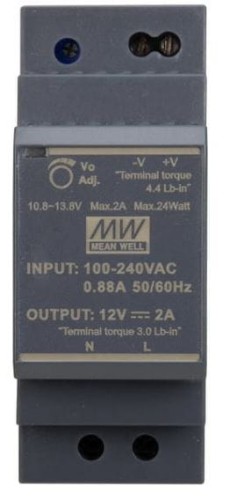 Vo
Adj.
-V +V
"Terminal torque
4.4 Lb-in"
10.8~13.8V Max.2A Max.24Watt
MW
MEAN WELL
INPUT: 100-240VAC
0.88A 50/60Hz
OUTPUT: 12V ⎓ 2A
"Terminal torque 3.0 Lb-in"
N L